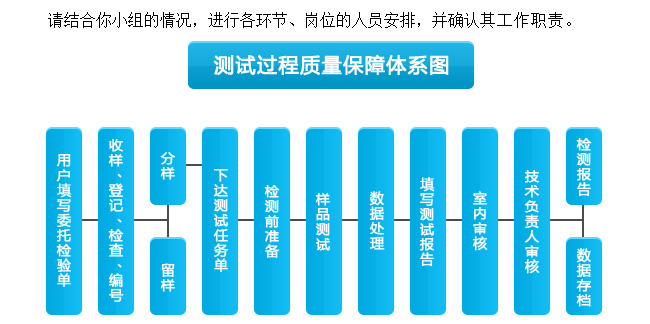 请结合你小组的情况，进行各环节、岗位的人员安排，并确认其工作职责。
测试过程质量保障体系图
用户填写委托检验单
收样、登记、检查、编号
分样
留样
下达测试任务单
检测前准备
样品测试
数据处理
填写测试报告
室内审核
技术负责人审核
检测报告
数据存档